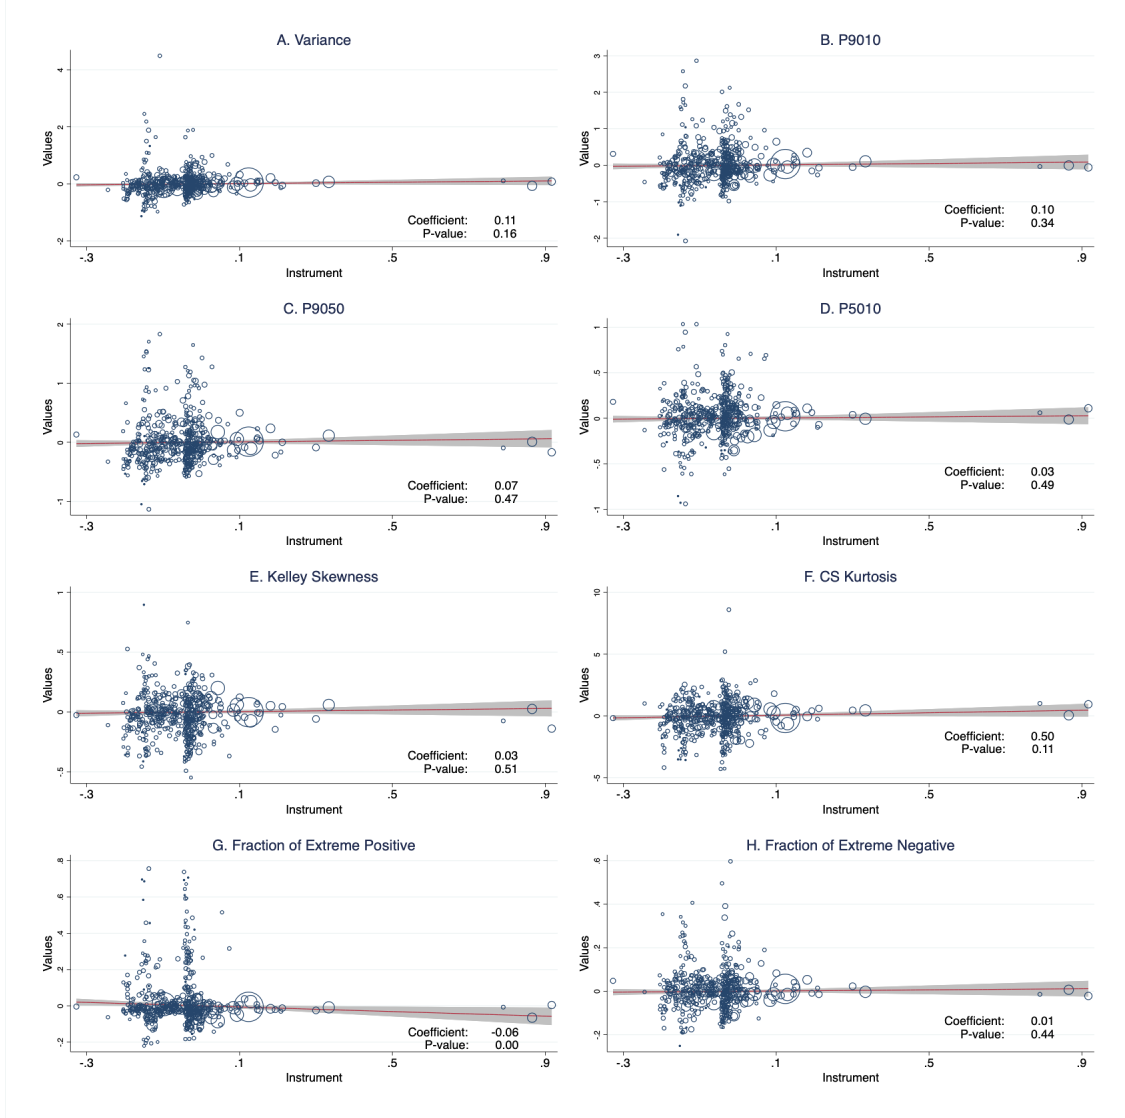 A. Variance
B. P9010
Values
4
2
0
-2
Coefficient: 0.11
P-value: 0.16
-.3 .1 .5 .9
Instrument
Values
3
2
1
0
-1
-2
Coefficient: 0.10
P-value: 0.34
-.3 .1 .5 .9
Instrument
C. P9050
D. P5010
Values
2
1
0
-1
Coefficient: 0.07
P-value: 0.47
-.3 .1 .5 .9
Instrument
Values
1
.5
0
-.5
-1
Coefficient: 0.03
P-value: 0.49
-.3 .1 .5 .9
Instrument
E. Kelley Skewness
F. CS Kurtosis
Values
1
.5
0
-.5
Coefficient: 0.03
P-value: 0.51
-.3 .1 .5 .9
Instrument
Values
10
5
0
-5
Coefficient: 0.50
P-value: 0.11
-.3 .1 .5 .9
Instrument
G. Fraction of Extreme Positive
H. Fraction of Extreme Negative
Values
.8
.6
.4
.2
0
-.2
Coefficient: -0.06
P-value: 0.00
-.3 .1 .5 .9
Instrument
Values
.6
.4
.2
0
-.2
Coefficient: 0.01
P-value: 0.44
-.3 .1 .5 .9
Instrument